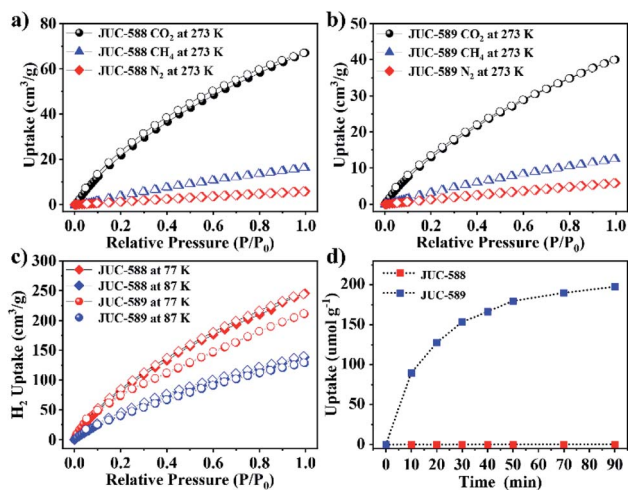 a)
JUC-588 CO2 at 273 K
JUC-588 CH4 at 273 K
JUC-588 N2 at 273 K
Uptake (cm3/g)
80
60
40
20
0
0.0 0.2 0.4 0.6 0.8 1.0
Relative Pressure (P/P0)
b)
JUC-589 CO2 at 273 K
JUC-589 CH4 at 273 K
JUC-589 N2 at 273 K
Uptake (cm3/g)
50
40
30
20
10
0
0.0 0.2 0.4 0.6 0.8 1.0
Relative Pressure (P/P0)
c)
JUC-588 at 77 K
JUC-588 at 87 K
JUC-589 at 77 K
JUC-589 at 87 K
H2 Uptake (cm3/g)
300
250
200
150
100
50
0
0.0 0.2 0.4 0.6 0.8 1.0
Relative Pressure (P/P0)
d)
JUC-588
JUC-589
Uptake (umol g-1)
200
100
0
0 10 20 30 40 50 60 70 80 90
Time (min)